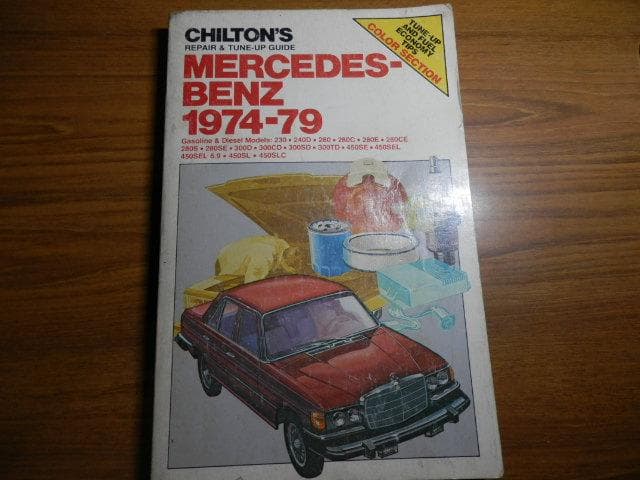 CHILTON'S
REPAIR & TUNE-UP GUIDE
MERCEDES-
BENZ
1974-79
Gasoline & Diesel Models: 230 • 240D • 280 • 280C • 280E • 280CE
280S • 280SE • 300D • 300CD • 300SD • 300TD • 450SE • 450SEL
450SEL 6.9 • 450SL • 450SLC
TUNE-UP
AND FUEL
ECONOMY
TIPS
COLOR SECTION